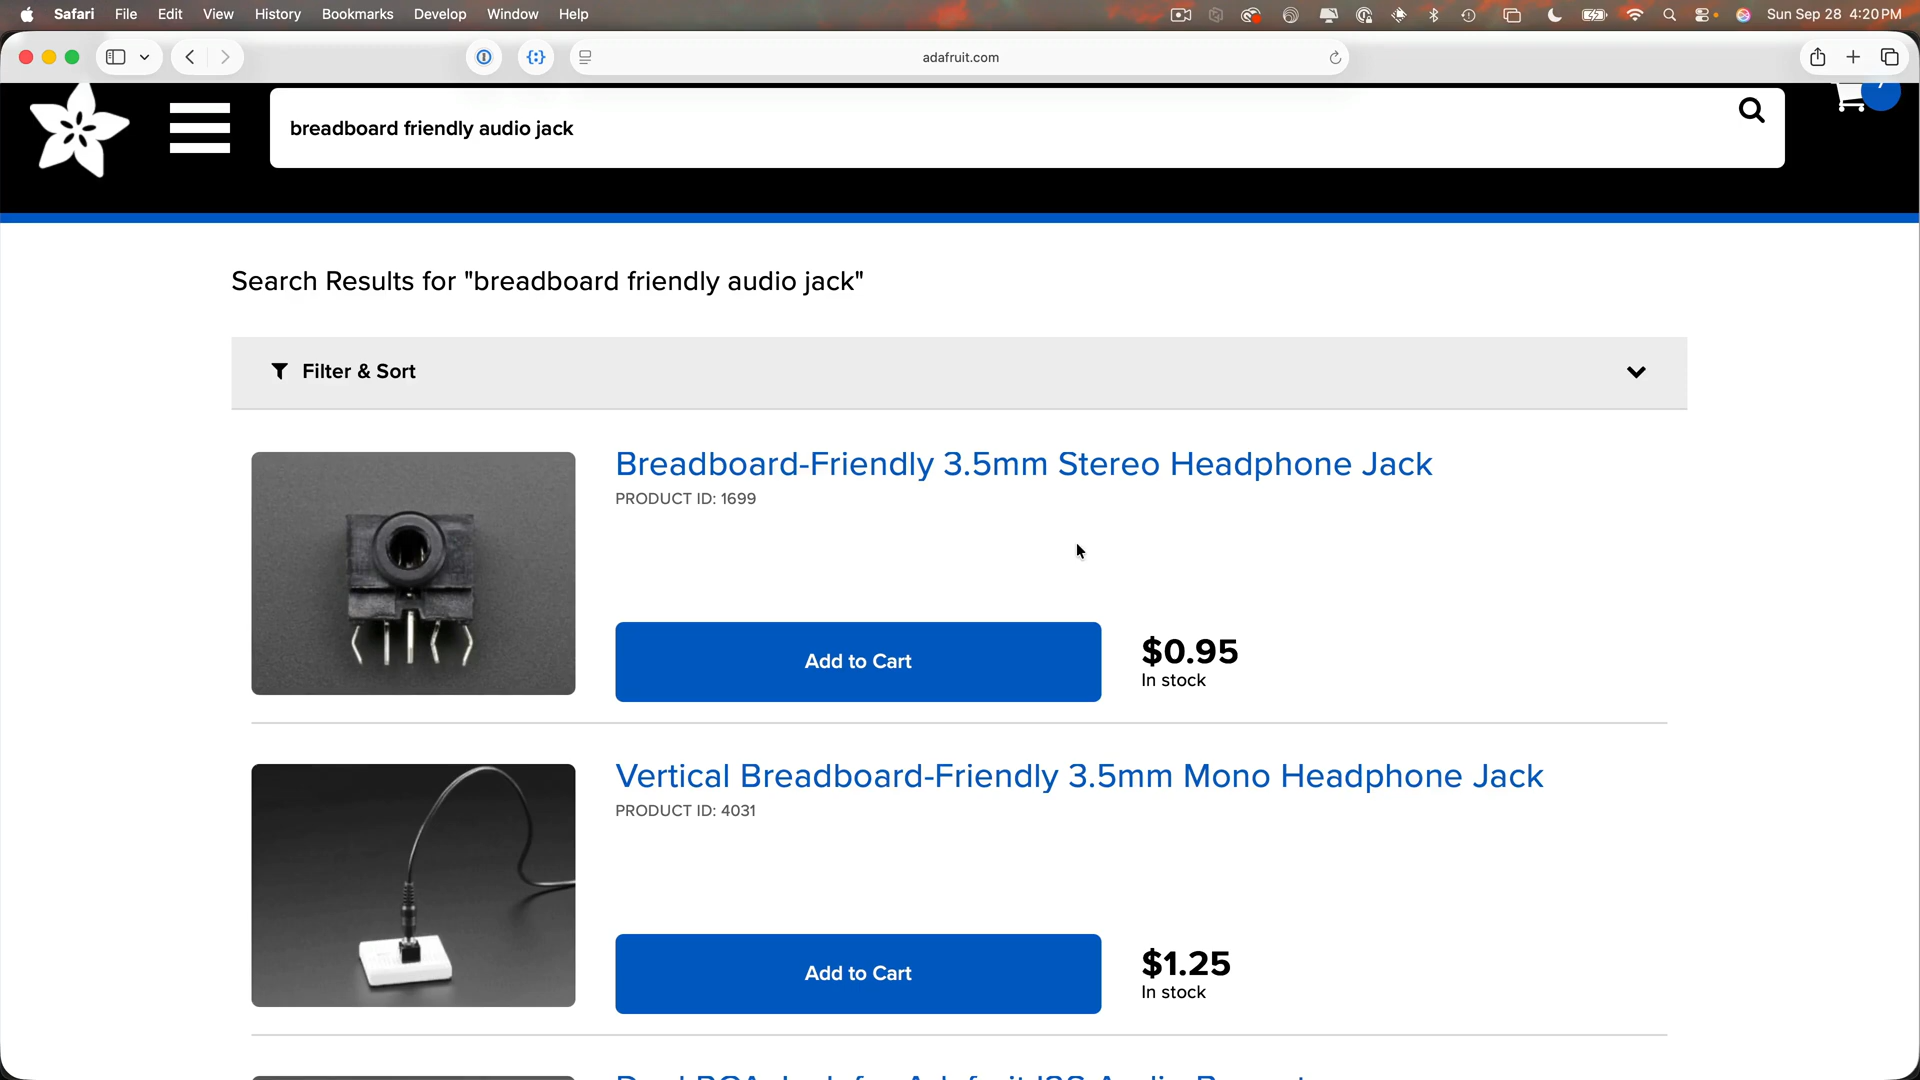 Safari File Edit View History Bookmarks Develop Window Help Sun Sep 28 4:20 PM
adafruit.com
breadboard friendly audio jack
Search Results for "breadboard friendly audio jack"
Filter & Sort
Breadboard-Friendly 3.5mm Stereo Headphone Jack
PRODUCT ID: 1699
Add to Cart $0.95
In stock
Vertical Breadboard-Friendly 3.5mm Mono Headphone Jack
PRODUCT ID: 4031
Add to Cart $1.25
In stock